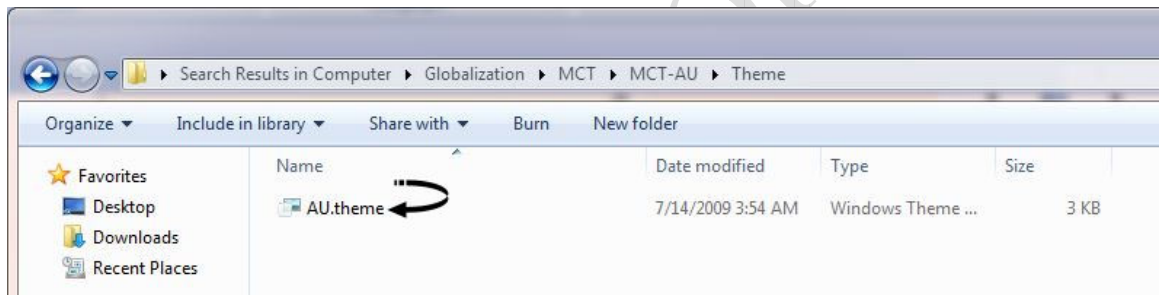 Search Results in Computer ▸ Globalization ▸ MCT ▸ MCT-AU ▸ Theme
Organize Include in library Share with Burn New folder
Favorites Name Date modified Type Size
Desktop AU.theme 7/14/2009 3:54 AM Windows Theme ... 3 KB
Downloads
Recent Places